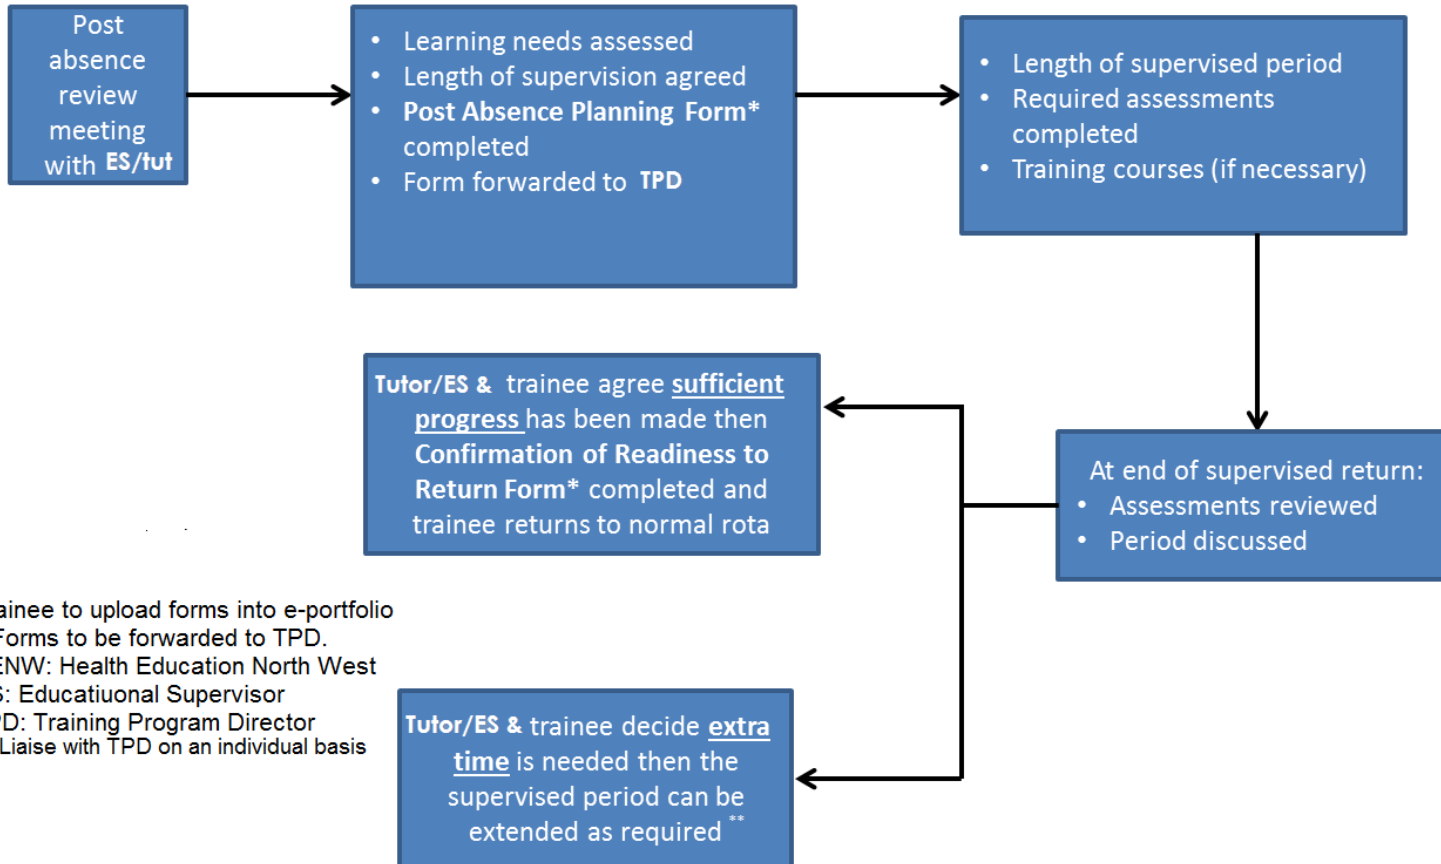 Post
absence
review
meeting
with ES/tut
• Learning needs assessed
• Length of supervision agreed
• Post Absence Planning Form*
completed
• Form forwarded to TPD
• Length of supervised period
• Required assessments
completed
• Training courses (if necessary)
At end of supervised return:
• Assessments reviewed
• Period discussed
Tutor/ES & trainee agree sufficient
progress has been made then
Confirmation of Readiness to
Return Form* completed and
trainee returns to normal rota
Tutor/ES & trainee decide extra
time is needed then the
supervised period can be
extended as required **
ainee to upload forms into e-portfolio
Forms to be forwarded to TPD.
ENW: Health Education North West
S: Educatiuonal Supervisor
PD: Training Program Director
Liaise with TPD on an individual basis